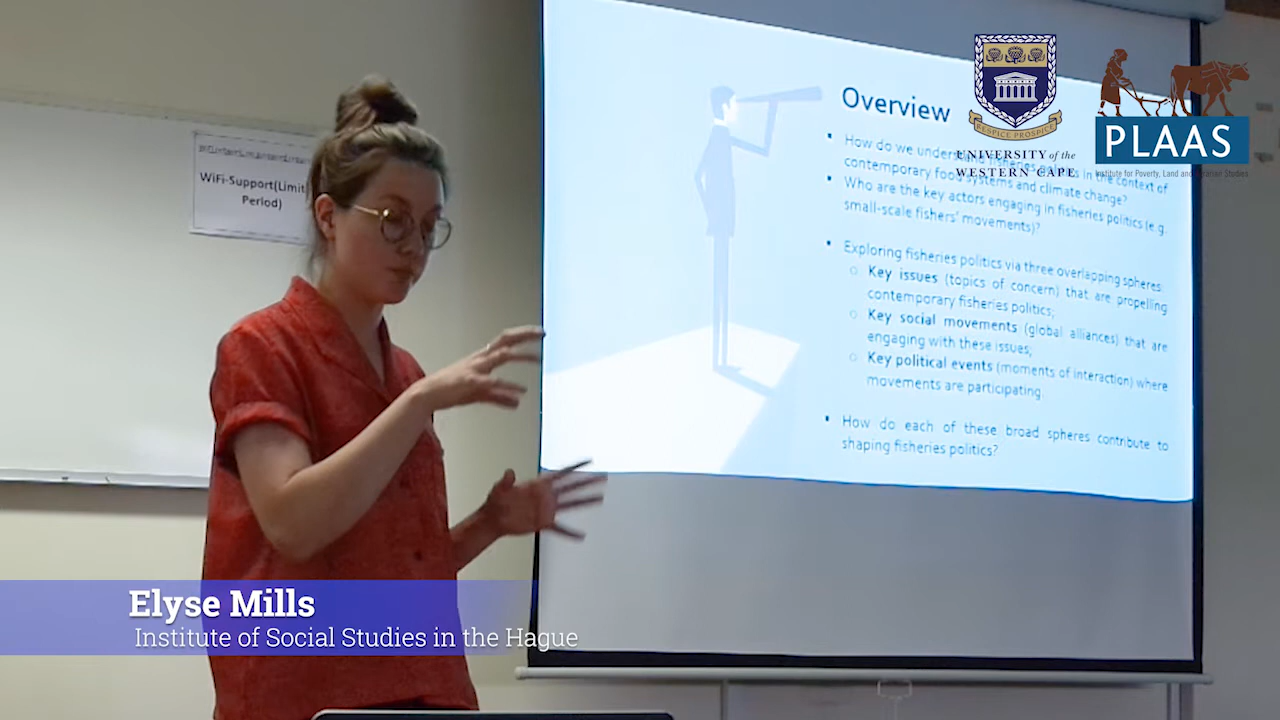 WiFi-Support(Limit
Period)
Overview
RESPICE PROSPICE
UNIVERSITY of the
WESTERN CAPE
PLAAS
Institute for Poverty, Land and Agrarian Studies
How do we understand fisheries politics in the context of
contemporary food systems and climate change?
Who are the key actors engaging in fisheries politics (e.g.
small-scale fishers' movements)?
Exploring fisheries politics via three overlapping spheres:
Key issues (topics of concern) that are propelling
contemporary fisheries politics;
Key social movements (global alliances) that are
engaging with these issues;
Key political events (moments of interaction) where
movements are participating.
How do each of these broad spheres contribute to
shaping fisheries politics?
Elyse Mills
Institute of Social Studies in the Hague